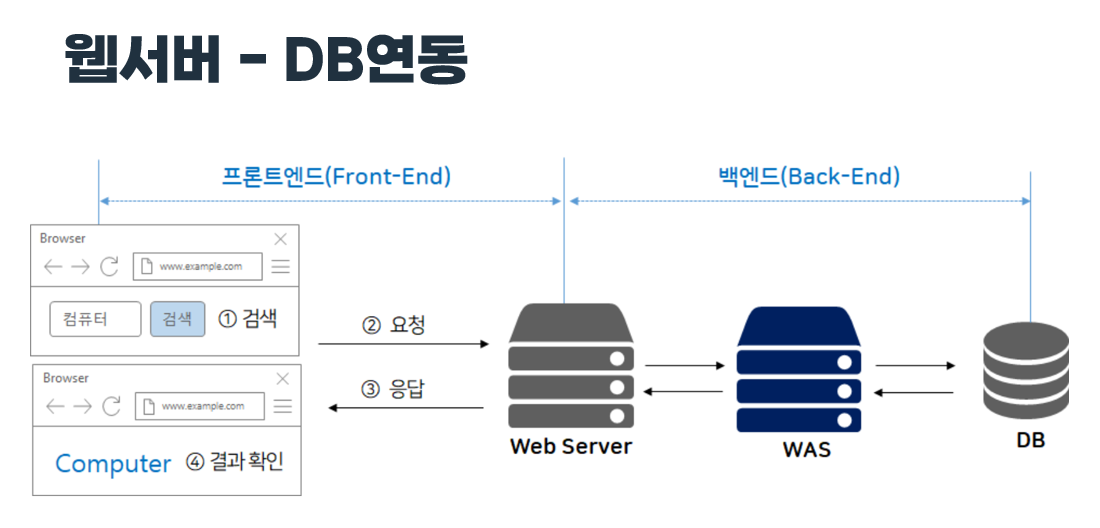 웹서버 - DB연동
프론트엔드(Front-End)
백엔드(Back-End)
Browser
www.example.com
컴퓨터
검색
① 검색
② 요청
③ 응답
Browser
www.example.com
Computer
④ 결과 확인
Web Server
WAS
DB